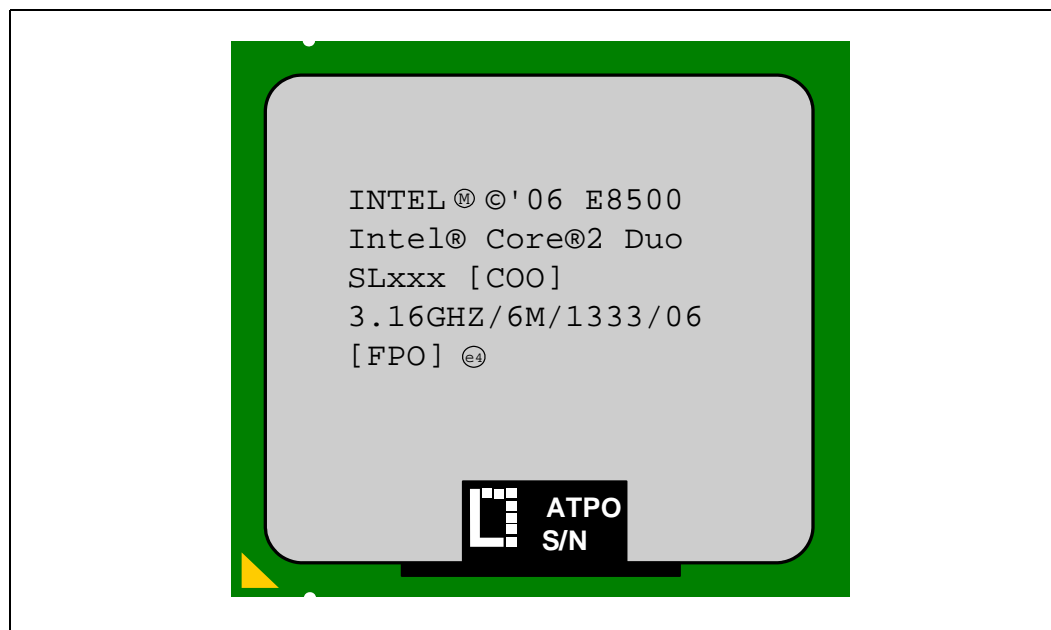 INTEL Ⓜ ©'06 E8500
Intel® Core®2 Duo
SLxxx [COO]
3.16GHZ/6M/1333/06
[FPO] ⓔ④
ATPO
S/N